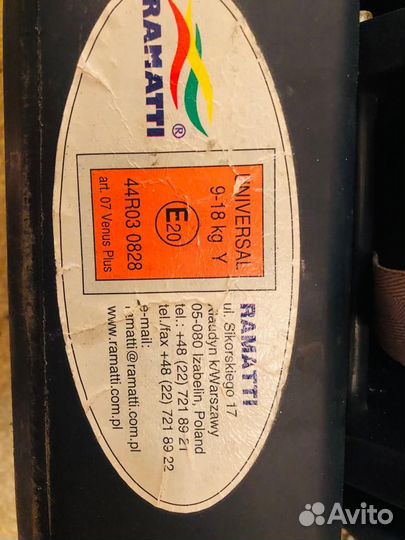 RAMATTI®
UNIVERSAL
9-18 kg Y
E20
44R03 0828
art. 07 Venus Plus
RAMATTI
ul. Sikorskiego 17
k/Warszawy
05-080 Izabelin, Poland
tel.: +48 (22) 721 89 21
tel./fax +48 (22) 721 89 22
e-mail:
ramatti@ramatti.com.pl
www.ramatti.com.pl
Avito